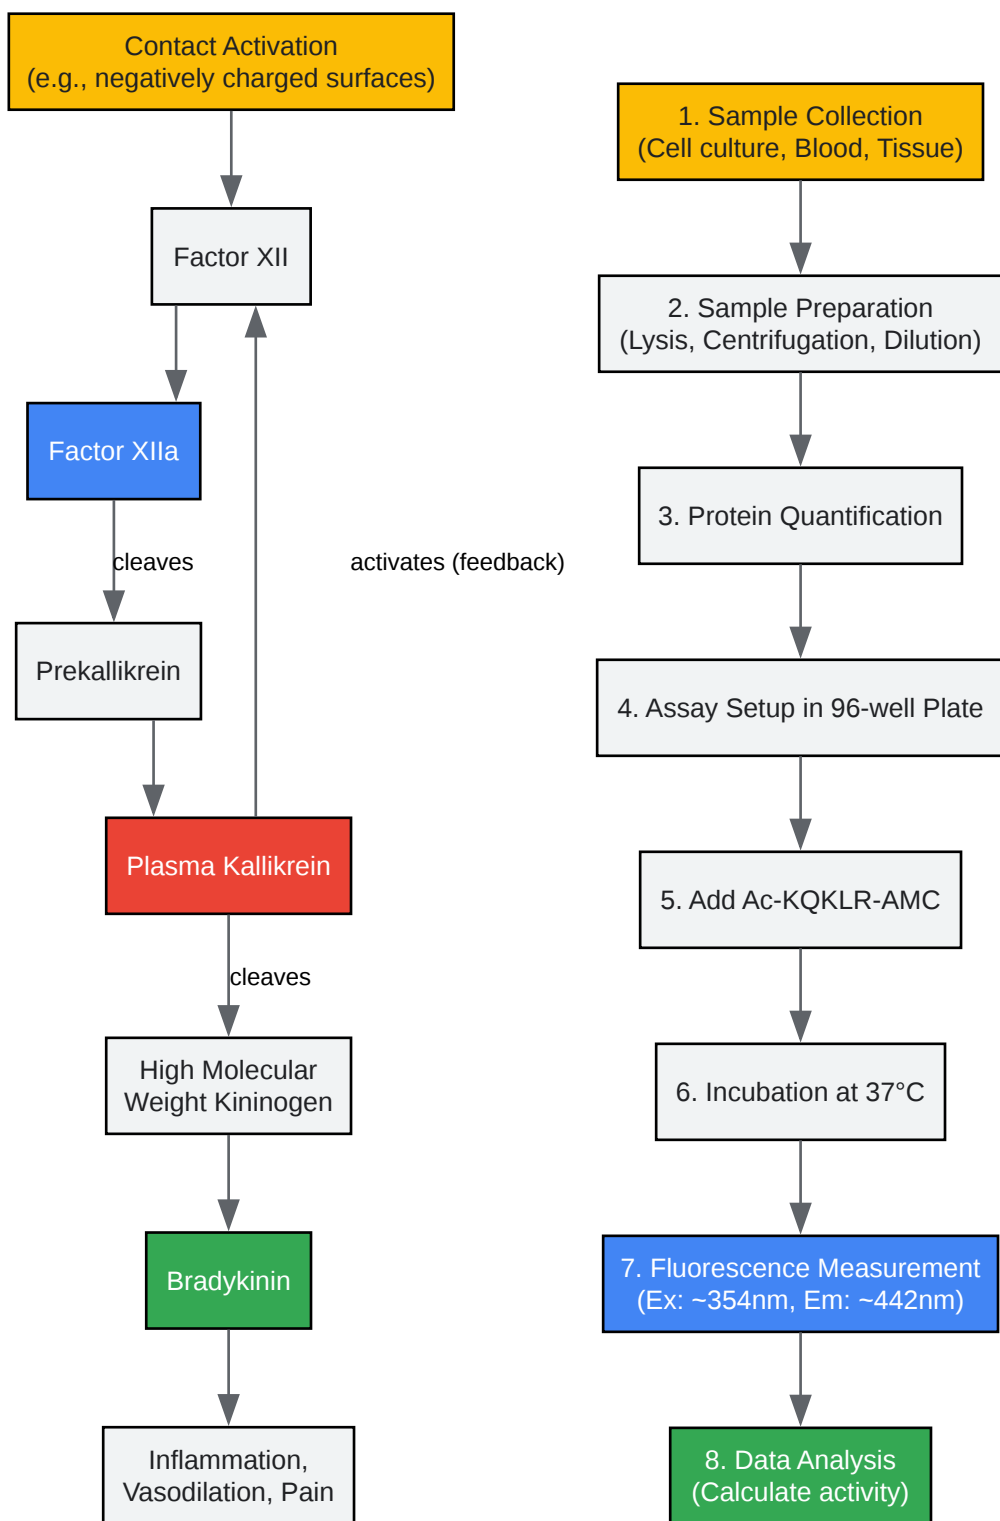 Contact Activation
(e.g., negatively charged surfaces)
Factor XII
Factor XIIa
cleaves
activates (feedback)
Prekallikrein
Plasma Kallikrein
cleaves
High Molecular
Weight Kininogen
Bradykinin
Inflammation,
Vasodilation, Pain
1. Sample Collection
(Cell culture, Blood, Tissue)
2. Sample Preparation
(Lysis, Centrifugation, Dilution)
3. Protein Quantification
4. Assay Setup in 96-well Plate
5. Add Ac-KQKLR-AMC
6. Incubation at 37°C
7. Fluorescence Measurement
(Ex: ~354nm, Em: ~442nm)
8. Data Analysis
(Calculate activity)